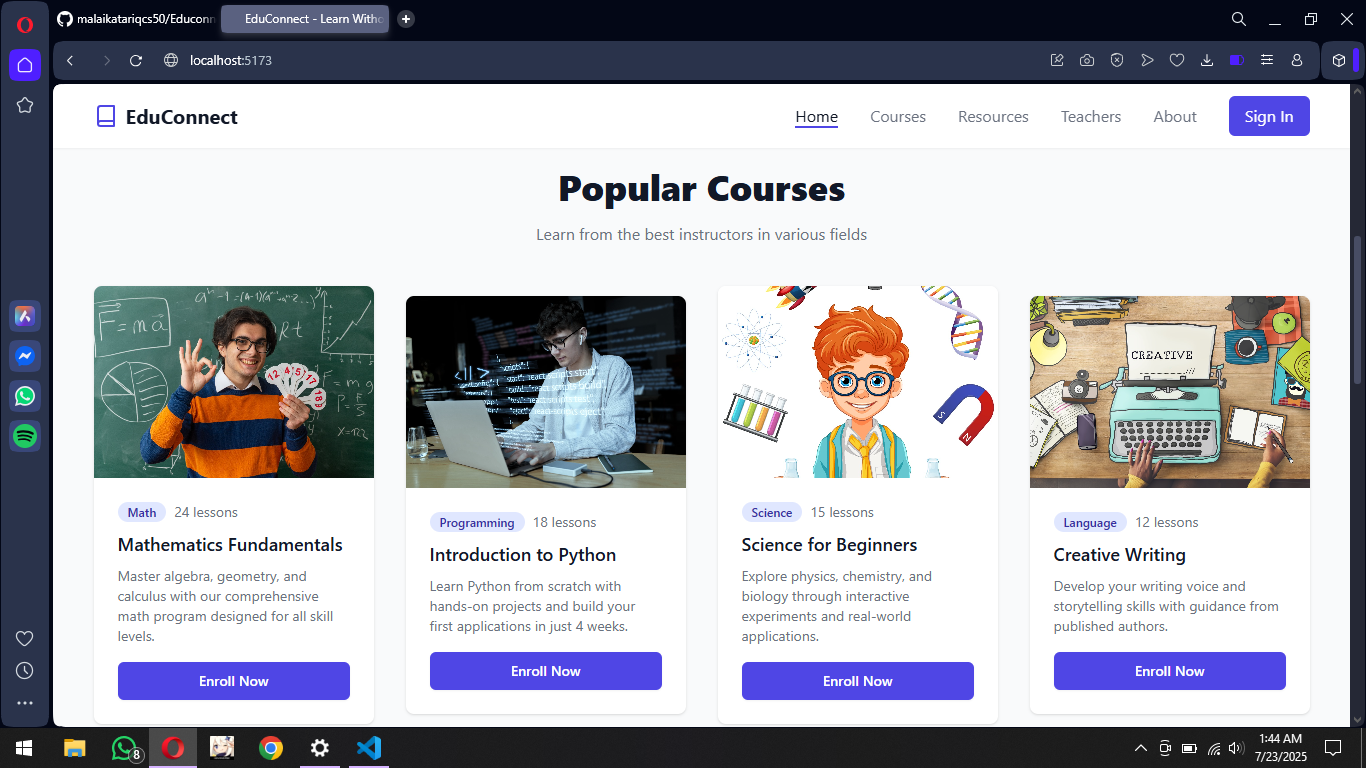 malaikatariqcs50/Educonn
EduConnect - Learn Witho
localhost:5173
EduConnect
Home
Courses
Resources
Teachers
About
Sign In
Popular Courses
Learn from the best instructors in various fields
Math
24 lessons
Mathematics Fundamentals
Master algebra, geometry, and
calculus with our comprehensive
math program designed for all skill
levels.
Enroll Now
Programming
18 lessons
Introduction to Python
Learn Python from scratch with
hands-on projects and build your
first applications in just 4 weeks.
Enroll Now
S
N
Science
15 lessons
Science for Beginners
Explore physics, chemistry, and
biology through interactive
experiments and real-world
applications.
Enroll Now
CREATIVE
Language
12 lessons
Creative Writing
Develop your writing voice and
storytelling skills with guidance from
published authors.
Enroll Now
8
1:44 AM
7/23/2025